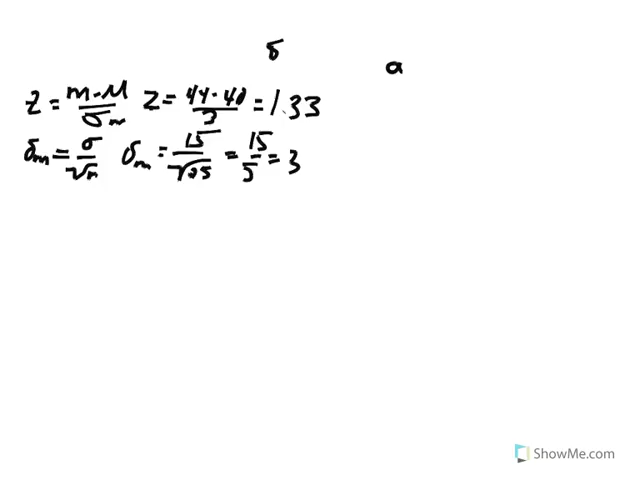 σ
a
z = (m - μ)/σm z = (44 - 40)/3 = 1.33
σm = σ/√n σm = 15/√25 = 15/5 = 3
ShowMe.com